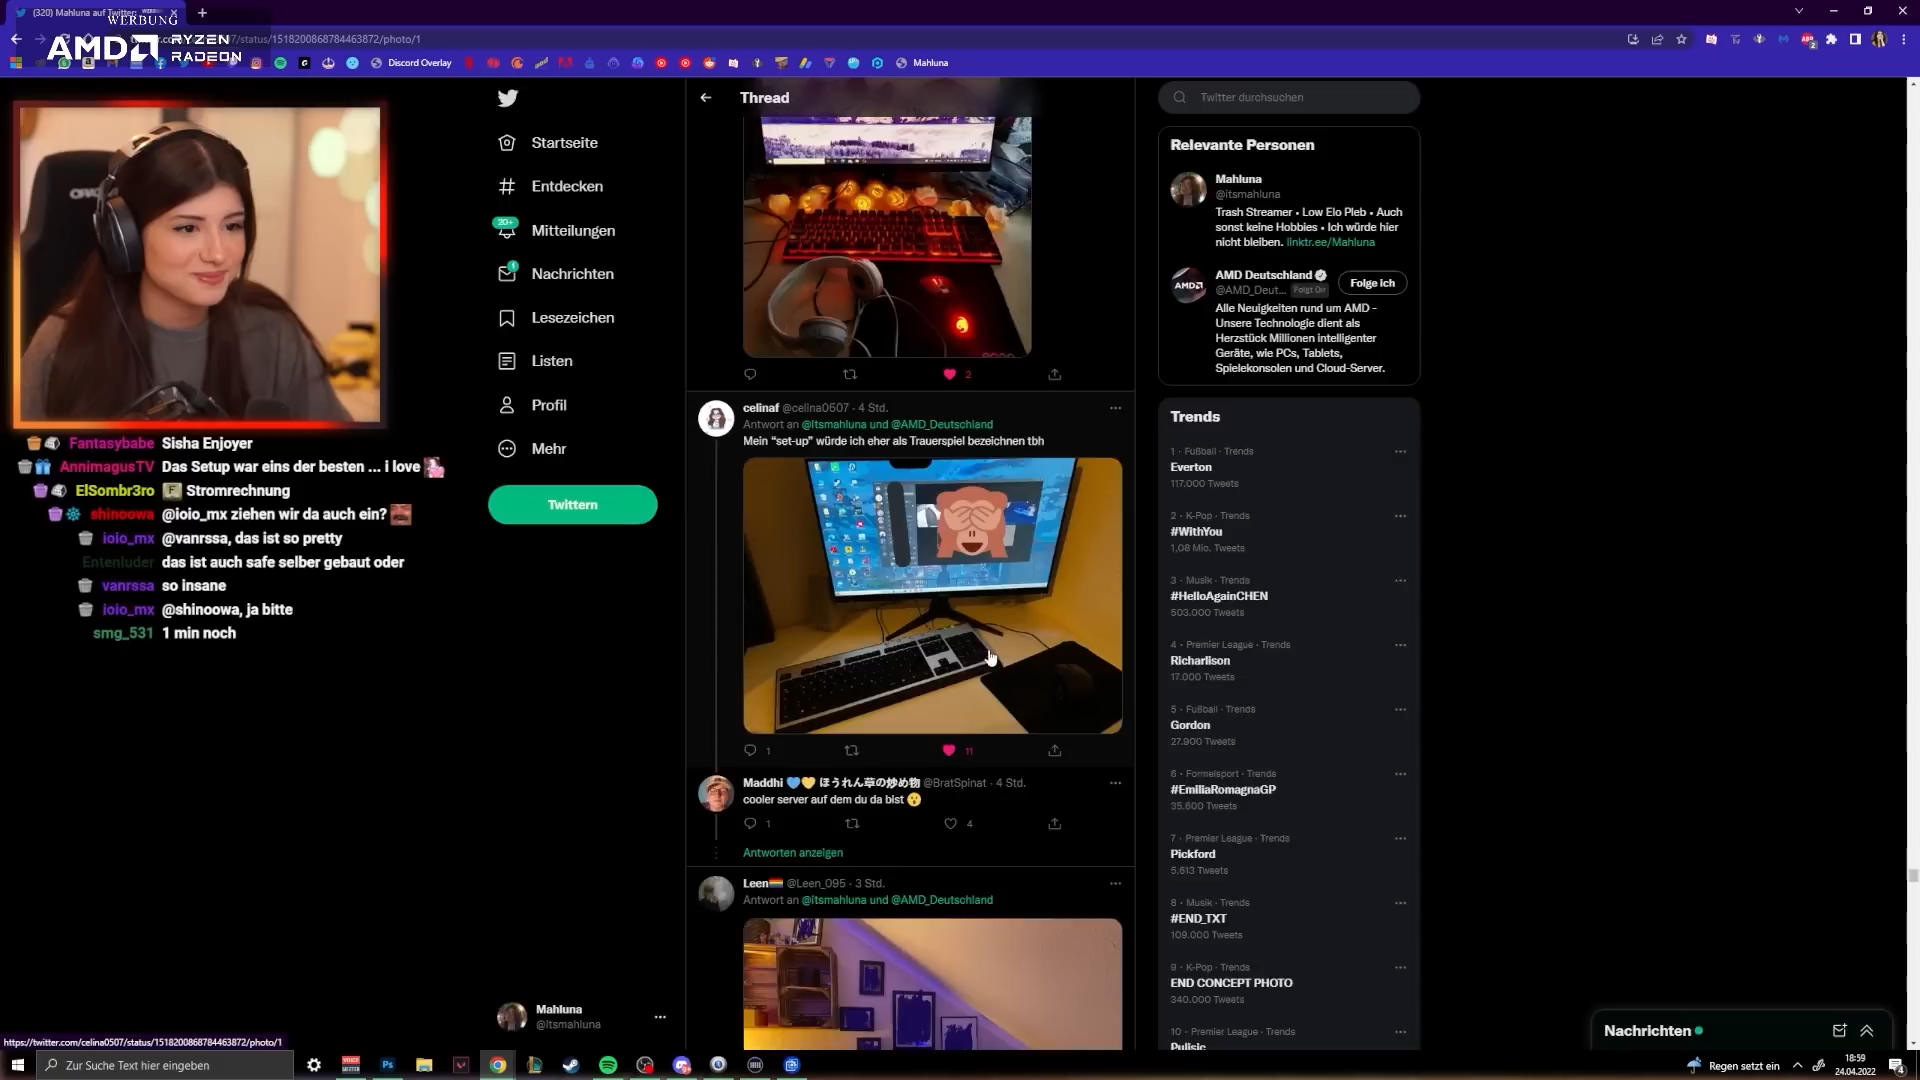 (320) Mahluna auf Twitter:
WERBUNG
AMD RYZEN
RADEON
/status/1518200868784463872/photo/1
Discord Overlay
Mahluna
Thread
Twitter durchsuchen
Startseite
Entdecken
20+
Mitteilungen
1
Nachrichten
Lesezeichen
Listen
Profil
Mehr
Twittern
Fantasybabe Sisha Enjoyer
AnnimagusTV Das Setup war eins der besten ... i love
ElSombr3ro F Stromrechnung
shinoowa @ioio_mx ziehen wir da auch ein?
ioio_mx @vanrssa, das ist so pretty
Entenluder das ist auch safe selber gebaut oder
vanrssa so insane
ioio_mx @shinoowa, ja bitte
smg_531 1 min noch
2
celinaf @celina0507 · 4 Std.
Antwort an @itsmahluna und @AMD_Deutschland
Mein “set-up” würde ich eher als Trauerspiel bezeichnen tbh
1
11
Maddhi 💙💛 ほうれん草の炒め物 @BratSpinat · 4 Std.
cooler server auf dem du da bist 😯
1
4
Antworten anzeigen
Leen🏳️‍🌈 @Leen_095 · 3 Std.
Antwort an @itsmahluna und @AMD_Deutschland
Relevante Personen
Mahluna
@itsmahluna
Trash Streamer • Low Elo Pleb • Auch
sonst keine Hobbies • Ich würde hier
nicht bleiben. linktr.ee/Mahluna
AMD
AMD Deutschland
@AMD_Deut... Folgt Dir
Folge ich
Alle Neuigkeiten rund um AMD -
Unsere Technologie dient als
Herzstück Millionen intelligenter
Geräte, wie PCs, Tablets,
Spielekonsolen und Cloud-Server.
Trends
1 · Fußball · Trends
Everton
117.000 Tweets
2 · K-Pop · Trends
#WithYou
1,08 Mio. Tweets
3 · Musik · Trends
#HelloAgainCHEN
503.000 Tweets
4 · Premier League · Trends
Richarlison
17.000 Tweets
5 · Fußball · Trends
Gordon
27.900 Tweets
6 · Formelsport · Trends
#EmiliaRomagnaGP
35.600 Tweets
7 · Premier League · Trends
Pickford
5.613 Tweets
8 · Musik · Trends
#END_TXT
109.000 Tweets
9 · K-Pop · Trends
END CONCEPT PHOTO
340.000 Tweets
10 · Premier League · Trends
Pulisic
Mahluna
@itsmahluna
Nachrichten
https://twitter.com/celina0507/status/1518200868784463872/photo/1
Zur Suche Text hier eingeben
Ps
Regen setzt ein
18:59
24.04.2022
4